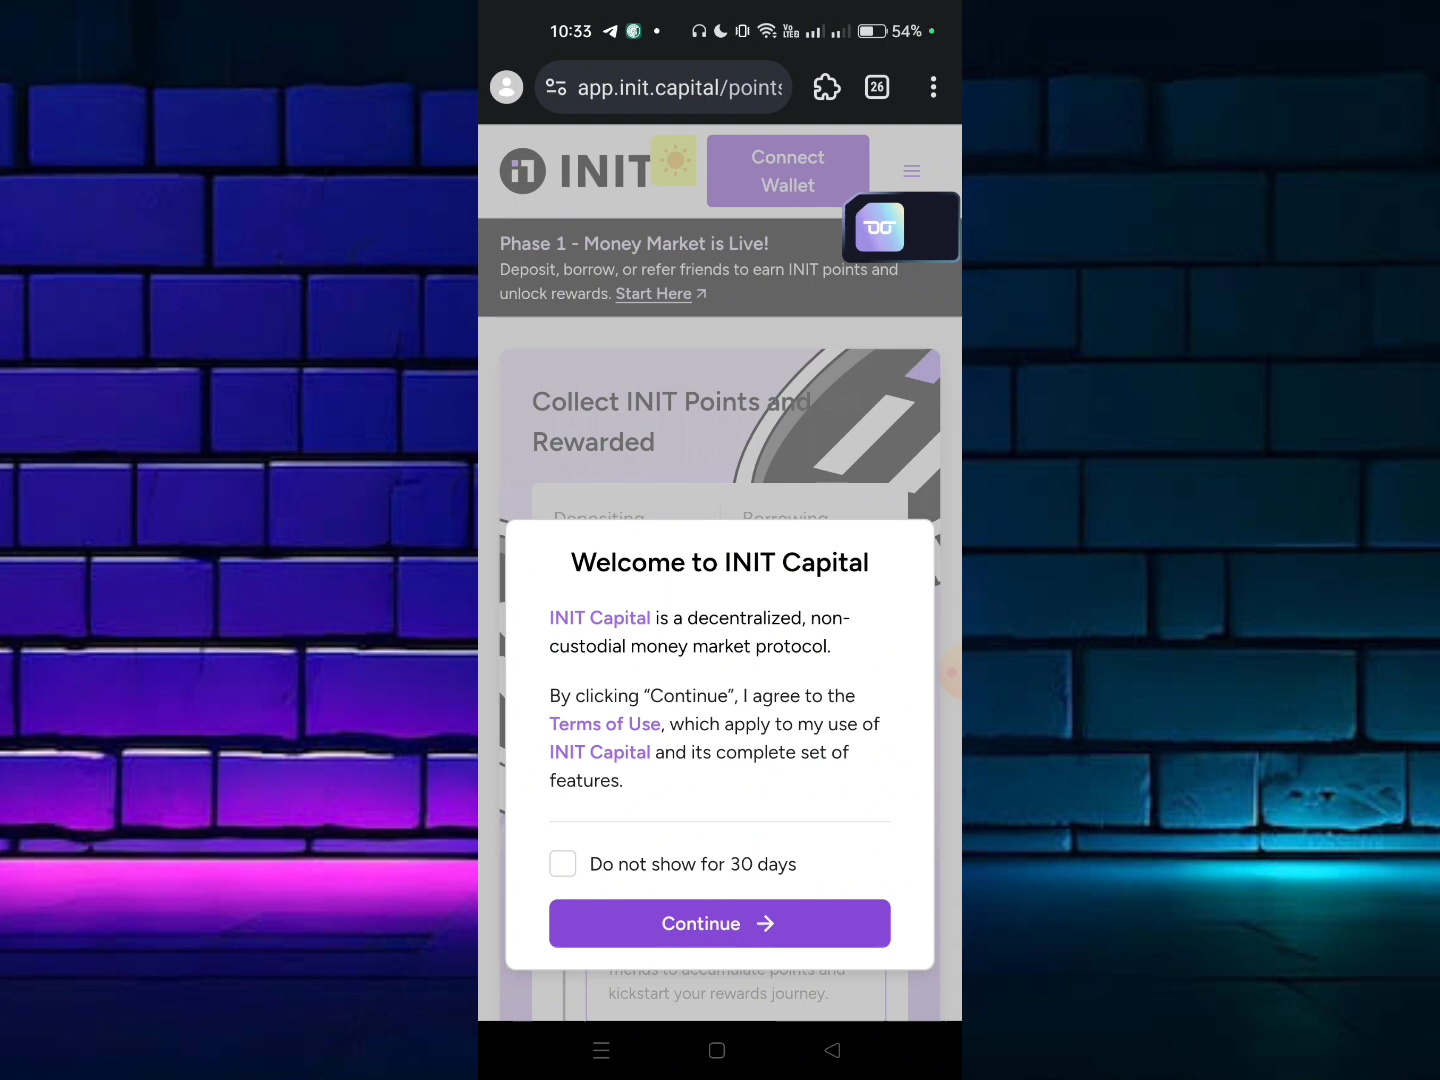 10:33
Vo
LTE2
54%
app.init.capital/points
26
INIT
Connect
Wallet
Phase 1 - Money Market is Live!
Deposit, borrow, or refer friends to earn INIT points and
unlock rewards. Start Here
Collect INIT Points and
Rewarded
Depositing
Borrowing
Welcome to INIT Capital
INIT Capital is a decentralized, non-
custodial money market protocol.
By clicking “Continue”, I agree to the
Terms of Use, which apply to my use of
INIT Capital and its complete set of
features.
Do not show for 30 days
Continue
friends to accumulate points and
kickstart your rewards journey.